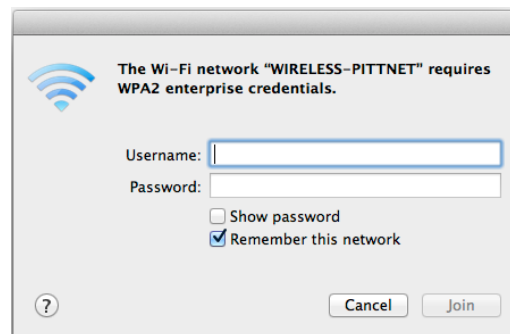 The Wi-Fi network “WIRELESS-PITTNET" requires
WPA2 enterprise credentials.
Username:
Password:
Show password
Remember this network
?
Cancel
Join